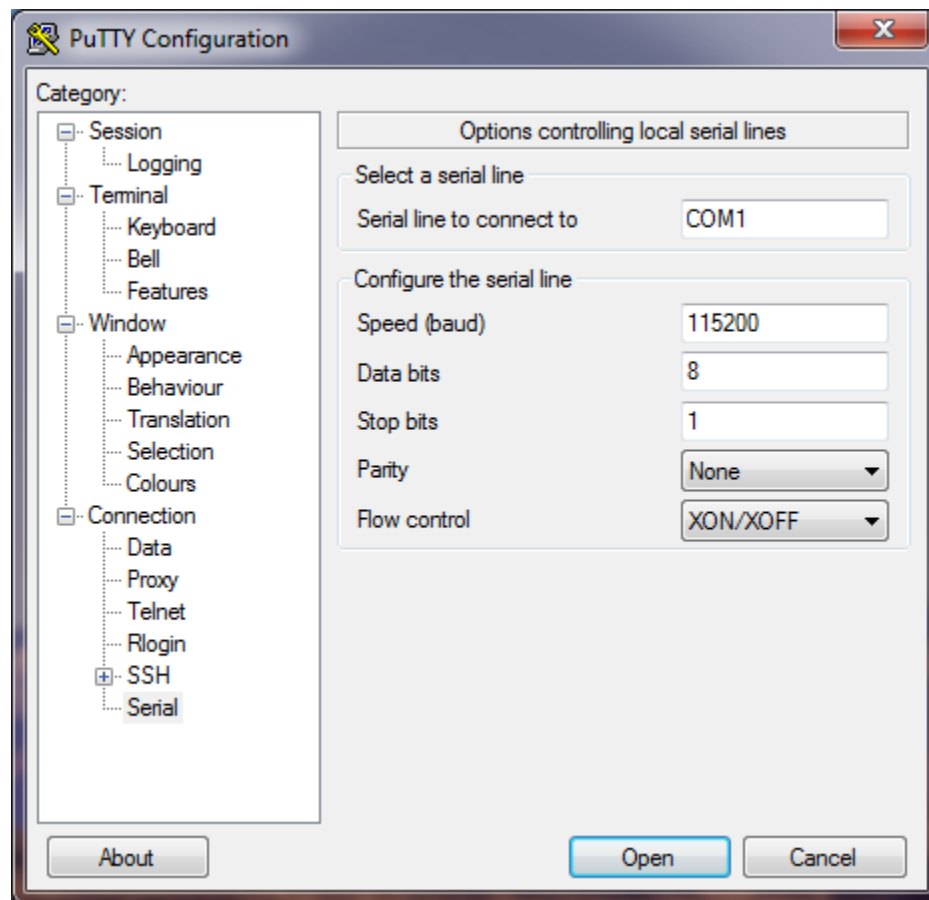 PuTTY Configuration
Category:
Session
Logging
Terminal
Keyboard
Bell
Features
Window
Appearance
Behaviour
Translation
Selection
Colours
Connection
Data
Proxy
Telnet
Rlogin
SSH
Serial
Options controlling local serial lines
Select a serial line
Serial line to connect to COM1
Configure the serial line
Speed (baud) 115200
Data bits 8
Stop bits 1
Parity None
Flow control XON/XOFF
About Open Cancel